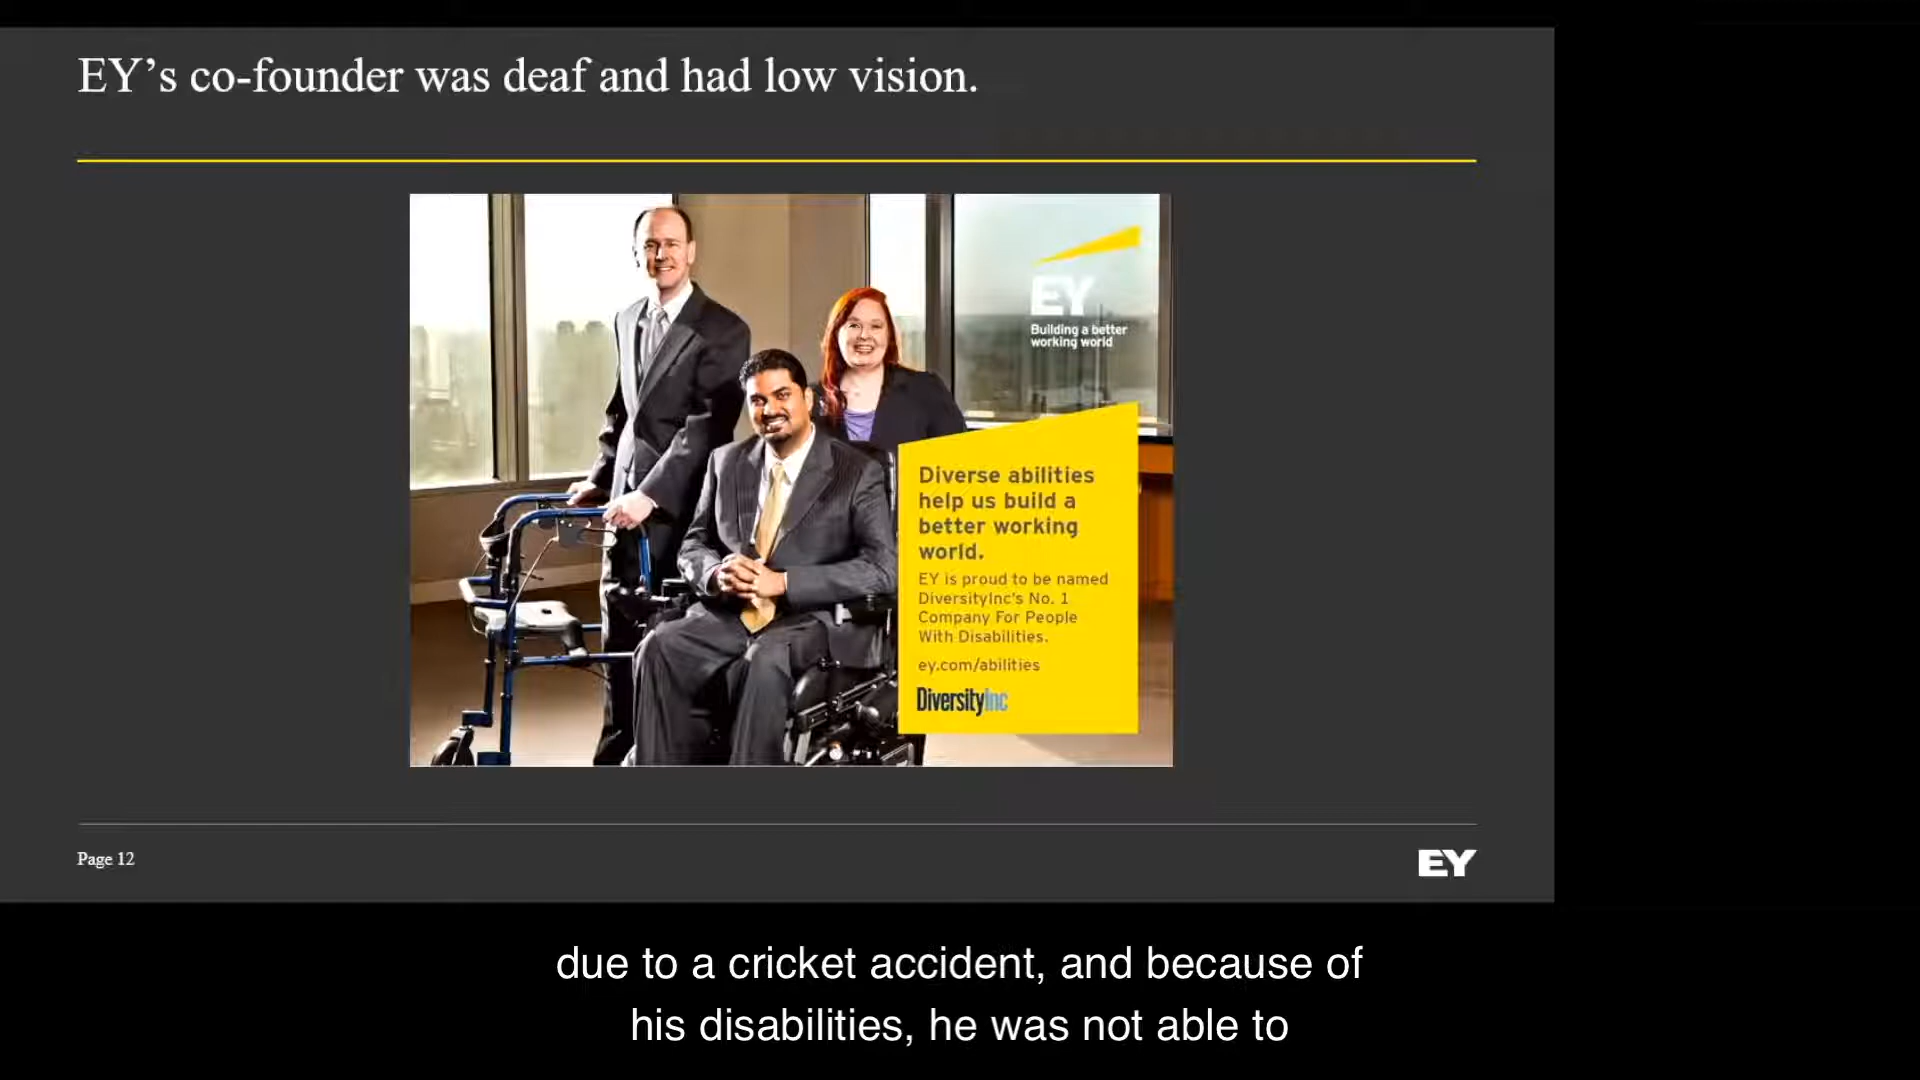 EY's co-founder was deaf and had low vision.
EY
Building a better
working world
Diverse abilities
help us build a
better working
world.
EY is proud to be named
DiversityInc's No. 1
Company For People
With Disabilities.
ey.com/abilities
DiversityInc
Page 12
EY
due to a cricket accident, and because of
his disabilities, he was not able to